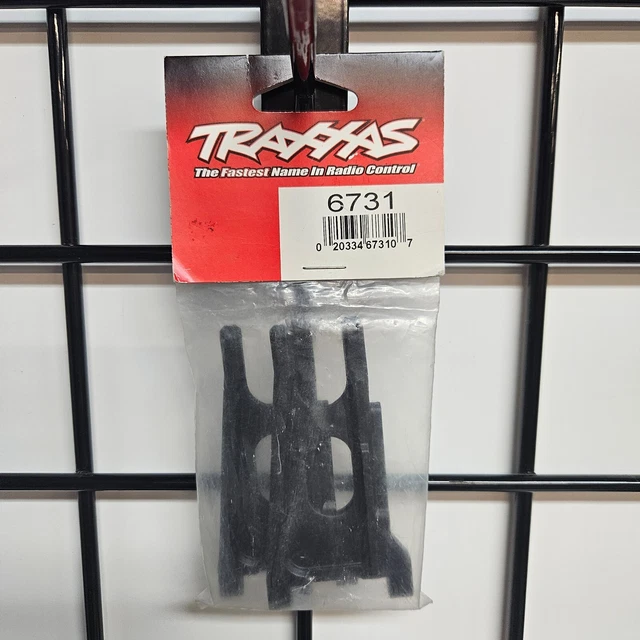 TRAXXAS
The Fastest Name In Radio Control
6731
0 20334 67310 7